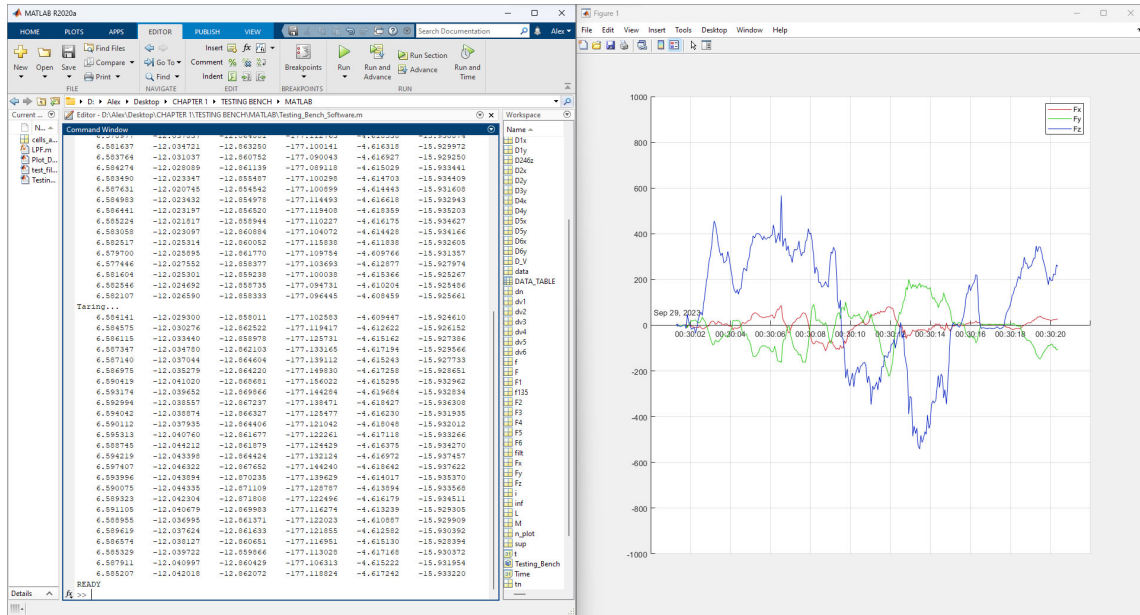 MATLAB R2020a
HOME PLOTS APPS EDITOR PUBLISH VIEW Search Documentation Alex
New Open Save Find Files Compare Print Go To Find Insert fx Comment Indent Breakpoints Run Run and Advance Run Section Advance Run and Time
FILE NAVIGATE EDIT BREAKPOINTS RUN
D: Alex Desktop CHAPTER 1 TESTING BENCH MATLAB
Current ...
N...
cells_a...
LPF.m
Plot_D...
test_fil...
Testin...
Editor - D:\Alex\Desktop\CHAPTER 1\TESTING BENCH\MATLAB\Testing_Bench_Software.m
Command Window
6.581637 -12.034721 -12.863250 -177.100141 -4.616318 -15.929972
6.583764 -12.031037 -12.860752 -177.090043 -4.616927 -15.929250
6.584274 -12.028089 -12.861139 -177.089118 -4.615029 -15.933441
6.583490 -12.023347 -12.855487 -177.100298 -4.614703 -15.934409
6.587631 -12.020745 -12.854542 -177.100899 -4.614443 -15.931608
6.584983 -12.023432 -12.854978 -177.114493 -4.616618 -15.932943
6.586441 -12.023197 -12.856520 -177.119408 -4.618359 -15.935203
6.585224 -12.021817 -12.858944 -177.110227 -4.616175 -15.934627
6.583058 -12.023097 -12.860884 -177.104072 -4.614428 -15.934166
6.582517 -12.025314 -12.860052 -177.115838 -4.611838 -15.932605
6.579700 -12.025895 -12.861770 -177.109754 -4.609766 -15.931357
6.577446 -12.027552 -12.858377 -177.103693 -4.612877 -15.927974
6.581604 -12.025301 -12.859238 -177.100038 -4.615366 -15.925267
6.582546 -12.024692 -12.858735 -177.094731 -4.610204 -15.925486
6.582107 -12.026590 -12.858333 -177.096445 -4.608459 -15.925661
Taring...
6.584141 -12.029300 -12.858011 -177.102583 -4.609447 -15.924610
6.584575 -12.030276 -12.862522 -177.119417 -4.612622 -15.926152
6.586115 -12.033440 -12.858978 -177.125731 -4.615162 -15.927386
6.587347 -12.034780 -12.862103 -177.133165 -4.617194 -15.929566
6.587140 -12.037044 -12.864604 -177.139112 -4.615243 -15.927733
6.586975 -12.035279 -12.864220 -177.149830 -4.617258 -15.928651
6.590419 -12.041020 -12.868681 -177.156022 -4.615295 -15.932962
6.593174 -12.039652 -12.869866 -177.144284 -4.619684 -15.932834
6.592994 -12.038557 -12.867237 -177.138471 -4.618427 -15.936308
6.594042 -12.038874 -12.866327 -177.125477 -4.616230 -15.931935
6.590112 -12.037935 -12.864406 -177.121042 -4.618048 -15.932012
6.595313 -12.040760 -12.861677 -177.122261 -4.617118 -15.933266
6.588745 -12.044212 -12.861879 -177.124429 -4.616375 -15.934270
6.594219 -12.043398 -12.864424 -177.132124 -4.616972 -15.937457
6.597407 -12.046322 -12.867652 -177.144240 -4.618642 -15.937622
6.593996 -12.043894 -12.870235 -177.139629 -4.614017 -15.935370
6.590075 -12.044335 -12.871109 -177.128787 -4.613894 -15.933568
6.589323 -12.042304 -12.871808 -177.122496 -4.616179 -15.934511
6.591105 -12.040679 -12.869983 -177.116274 -4.613239 -15.929305
6.588955 -12.036995 -12.861371 -177.122023 -4.610887 -15.929909
6.589619 -12.037624 -12.861633 -177.121855 -4.612582 -15.930392
6.586574 -12.038127 -12.860651 -177.116951 -4.615130 -15.928394
6.585329 -12.039722 -12.859866 -177.113028 -4.617168 -15.930372
6.587911 -12.040997 -12.860429 -177.106313 -4.615222 -15.931954
6.585207 -12.042018 -12.862072 -177.118824 -4.617242 -15.933220
READY
fx >>
Details
Workspace
Name
D1x
D1y
D246z
D2x
D2y
D3y
D4x
D4y
D5x
D5y
D6x
D6y
D_V
data
DATA_TABLE
dn
dv1
dv2
dv3
dv4
dv5
dv6
f
F
F1
f135
F2
F3
F4
F5
F6
filt
Fx
Fy
Fz
i
inf
L
M
n_plot
sup
t
Testing_Bench
Time
tn
Figure 1
File Edit View Insert Tools Desktop Window Help
1000
800
600
400
200
0
-200
-400
-600
-800
-1000
Fx
Fy
Fz
Sep 29, 2023
00:30:02 00:30:04 00:30:06 00:30:08 00:30:10 00:30:12 00:30:14 00:30:16 00:30:18 00:30:20